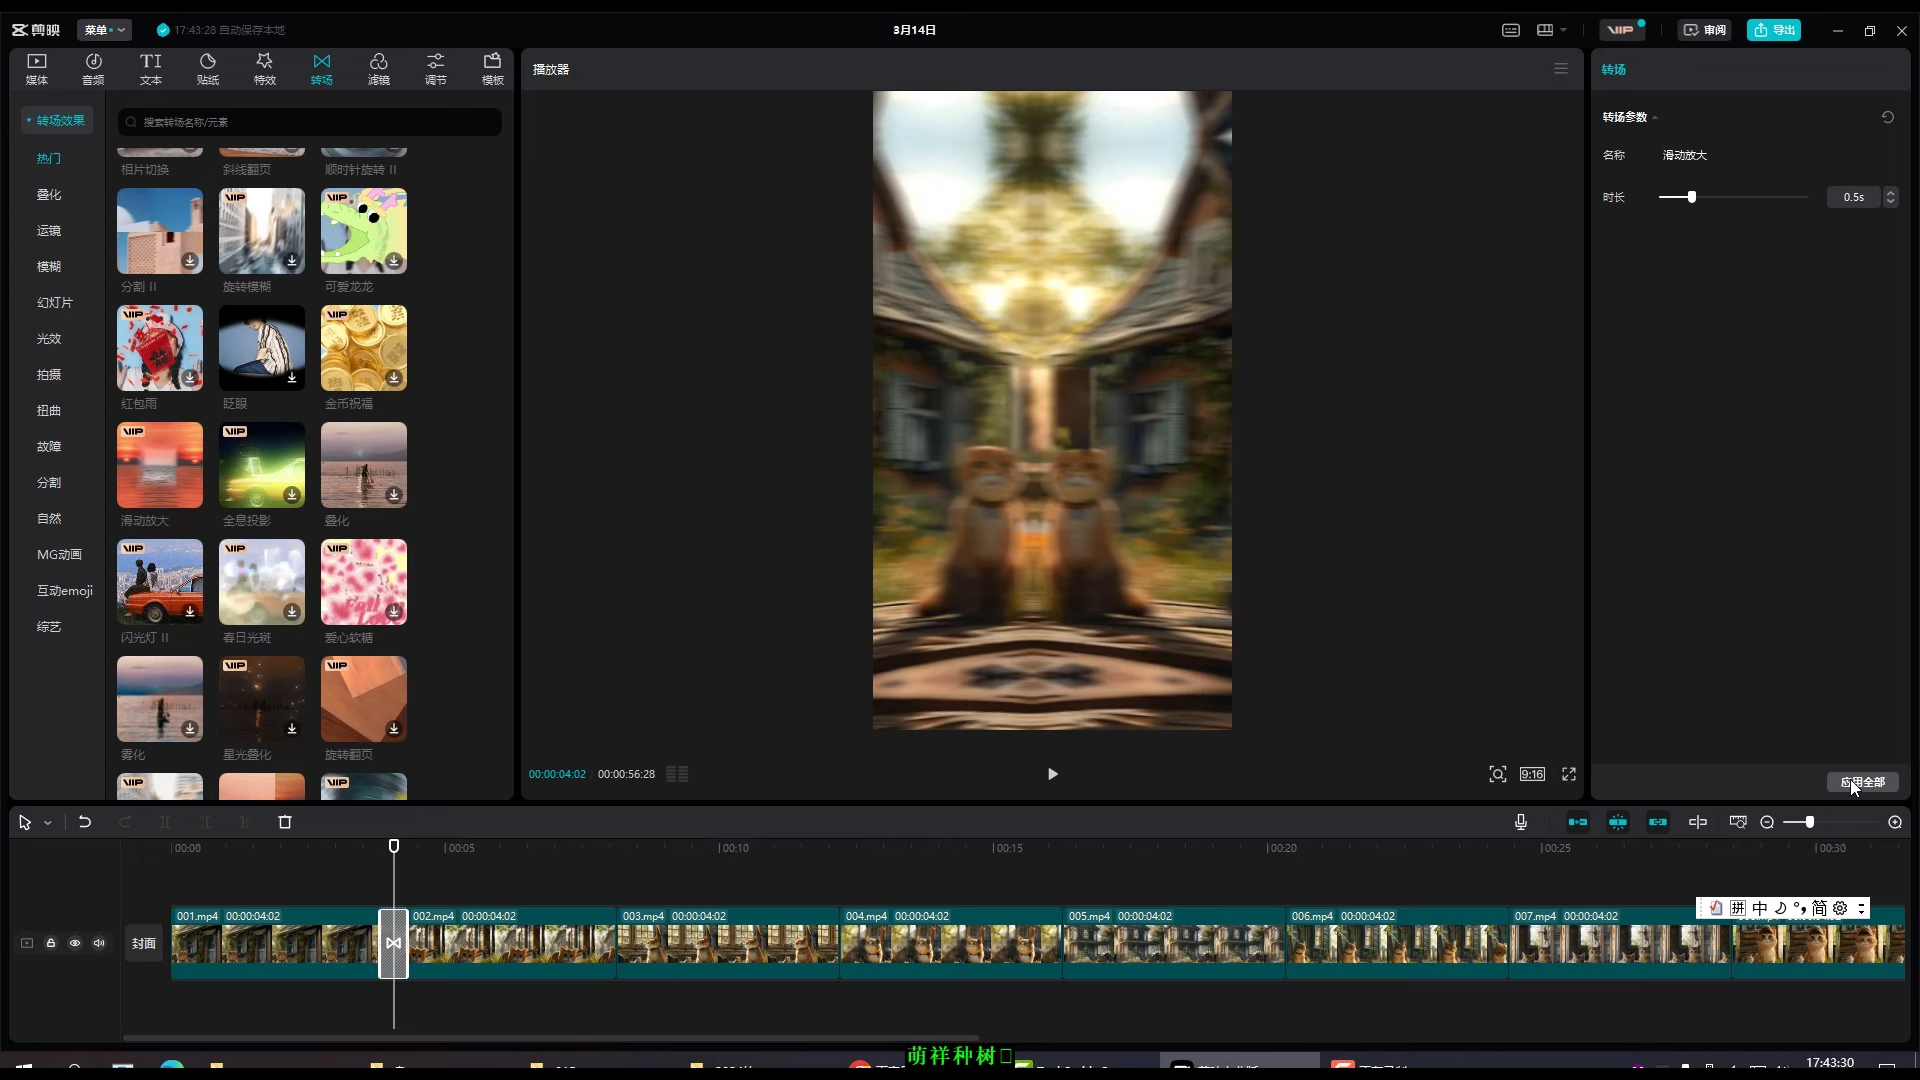 剪映
菜单
17:43:28 自动保存本地
3月14日
VIP
审阅
导出
媒体
音频
文本
贴纸
特效
转场
滤镜
调节
模板
播放器
转场
转场效果
热门
叠化
运镜
模糊
幻灯片
光效
拍摄
扭曲
故障
分割
自然
MG动画
互动emoji
综艺
搜索转场名称/元素
相片切换
斜线翻页
顺时针旋转 II
VIP
VIP
分割 II
旋转模糊
可爱龙龙
VIP
VIP
红包雨
眨眼
金币祝福
VIP
VIP
滑动放大
全息投影
叠化
VIP
VIP
VIP
闪光灯 II
春日光斑
爱心软糖
VIP
VIP
雾化
星光叠化
旋转翻页
VIP
VIP
转场参数
名称
滑动放大
时长
0.5s
应用全部
00:00:04:02
00:00:56:28
9:16
00:00
00:05
00:10
00:15
00:20
00:25
00:30
封面
001.mp4 00:00:04:02
002.mp4 00:00:04:02
003.mp4 00:00:04:02
004.mp4 00:00:04:02
005.mp4 00:00:04:02
006.mp4 00:00:04:02
007.mp4 00:00:04:02
拼 中 简
萌祥种树
17:43:30